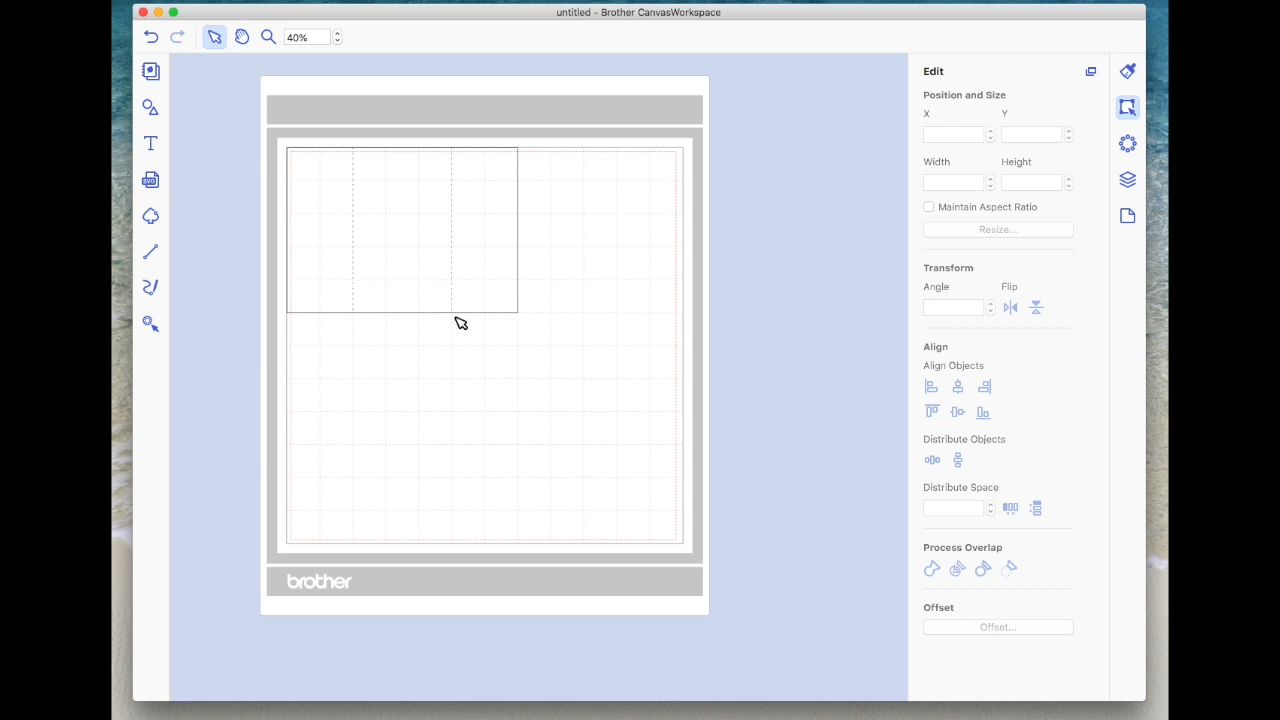 untitled - Brother CanvasWorkspace
40%
Edit
Position and Size
X Y
Width Height
Maintain Aspect Ratio
Resize...
Transform
Angle Flip
Align
Align Objects
Distribute Objects
Distribute Space
Process Overlap
Offset
Offset...
T
SVG
brother